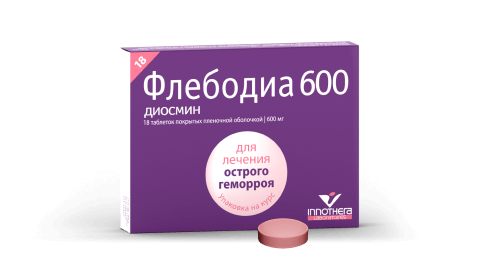 18
Флебодиа 600
ДИОСМИН
18 таблеток покрытых пленочной оболочкой | 600 мг
для
лечения
острого
геморроя
упаковка на курс
INNOTHERA
LABORATOIRES